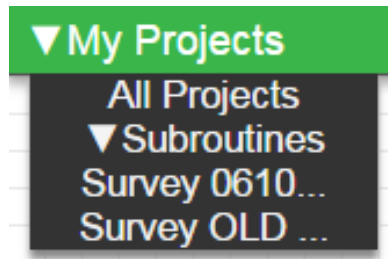 ▼My Projects
All Projects
▼Subroutines
Survey 0610...
Survey OLD ...